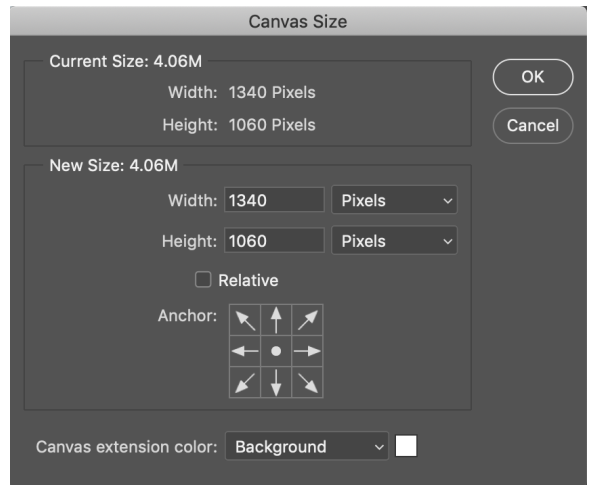 Canvas Size
Current Size: 4.06M
Width: 1340 Pixels
Height: 1060 Pixels
OK
Cancel
New Size: 4.06M
Width: 1340 Pixels
Height: 1060 Pixels
Relative
Anchor:
Canvas extension color: Background